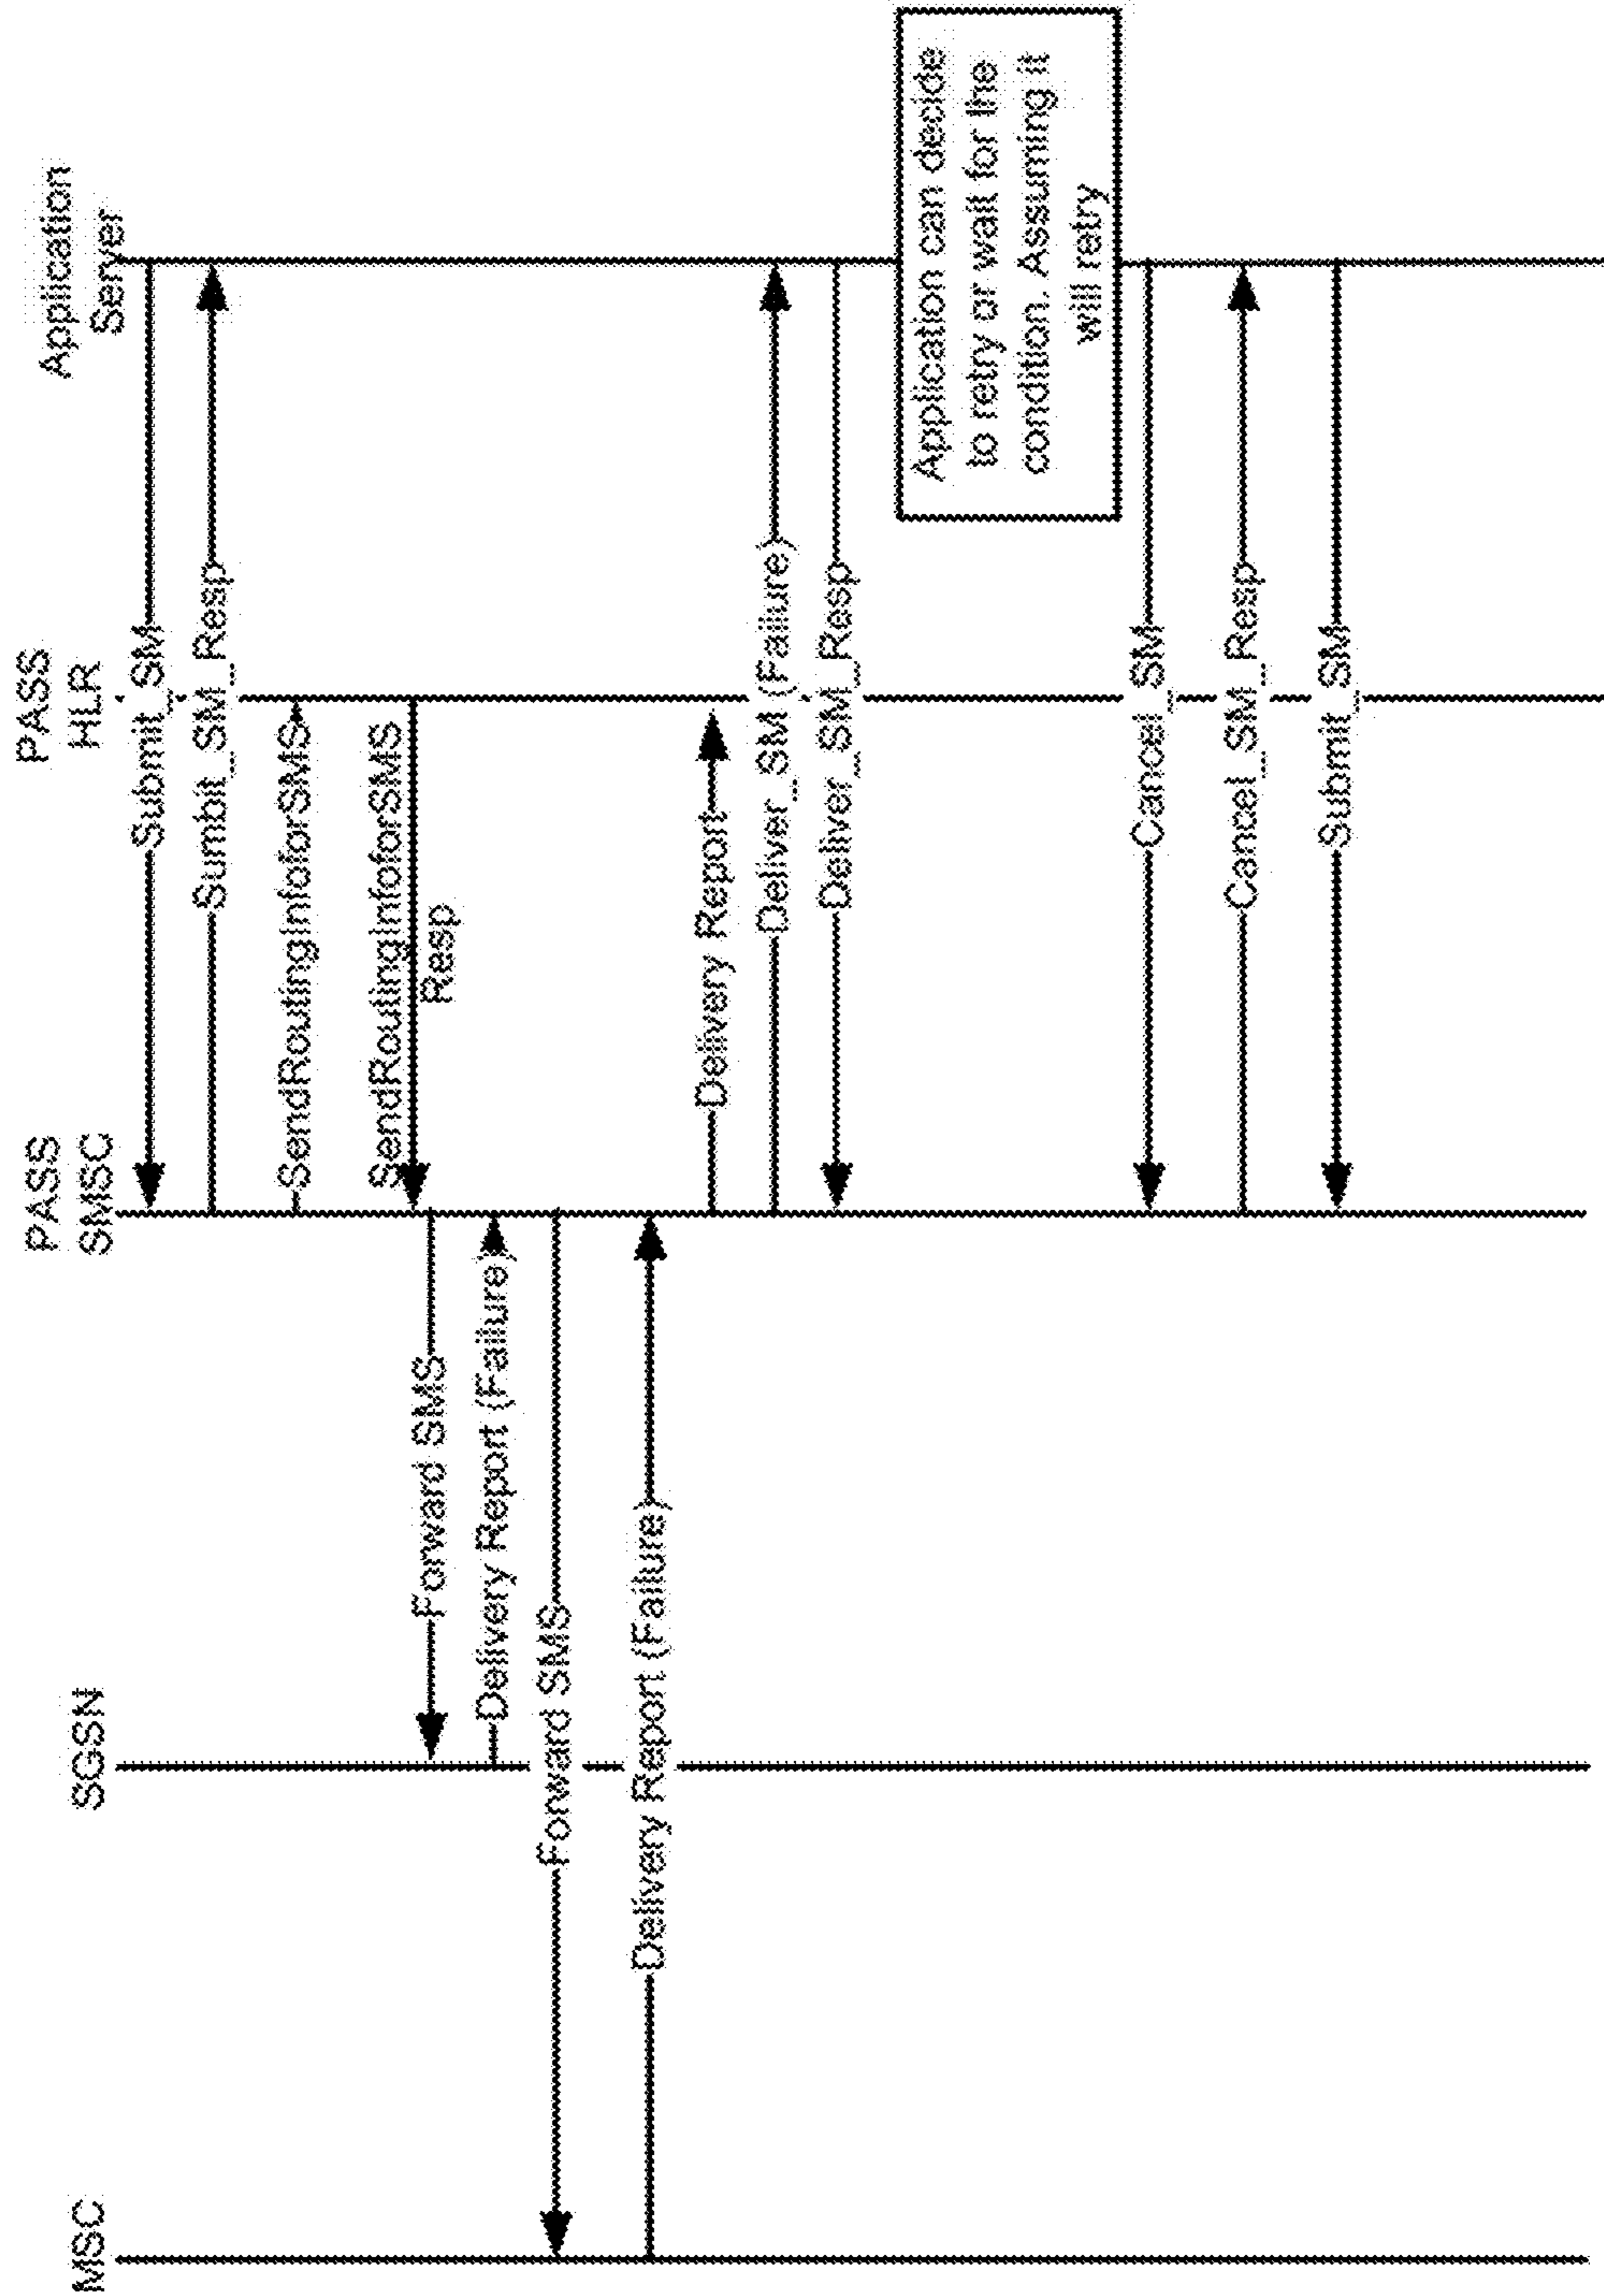 MSC
SGSN
PASS
SMSC
PASS
HLR
Application
Server
Submit_SM
Sumbit_SM_Resp
SendRoutingInfoforSMS
SendRoutingInforforSMS
Resp
Forward SMS
Delivery Report (Failure)
Forward SMS
Delivery Report (Failure)
Delivery Report
Deliver_SM (Failure)
Deliver_SM_Resp
Application can decide
to retry or wait for the
condition. Assuming it
will retry
Cancel_SM
Cancel_SM_Resp
Submit_SM